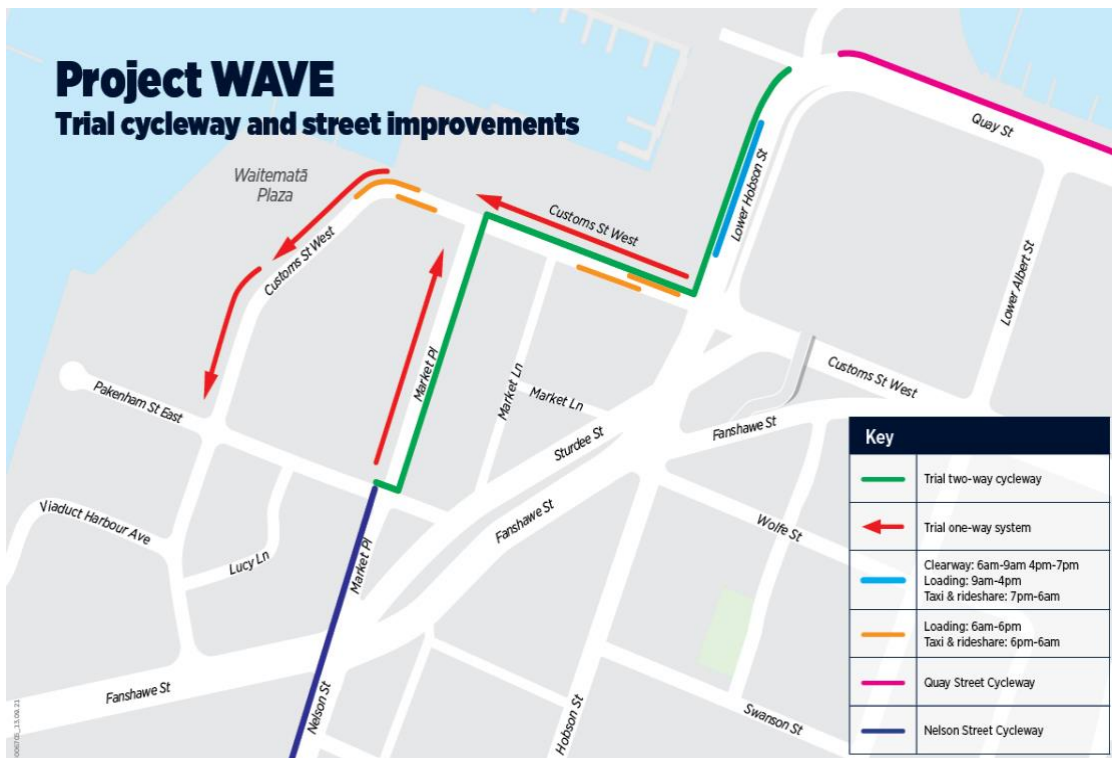 Project WAVE
Trial cycleway and street improvements
Waitematā
Plaza
Quay St
Lower Hobson St
Customs St West
Customs St West
Lower Albert St
Market Pl
Market Ln
Market Ln
Customs St West
Pakenham St East
Sturdee St
Fanshawe St
Fanshawe St
Viaduct Harbour Ave
Lucy Ln
Market Pl
Wolfe St
Fanshawe St
Nelson St
Hobson St
Swanson St
Key
Trial two-way cycleway
Trial one-way system
Clearway: 6am-9am 4pm-7pm
Loading: 9am-4pm
Taxi & rideshare: 7pm-6am
Loading: 6am-6pm
Taxi & rideshare: 6pm-6am
Quay Street Cycleway
Nelson Street Cycleway